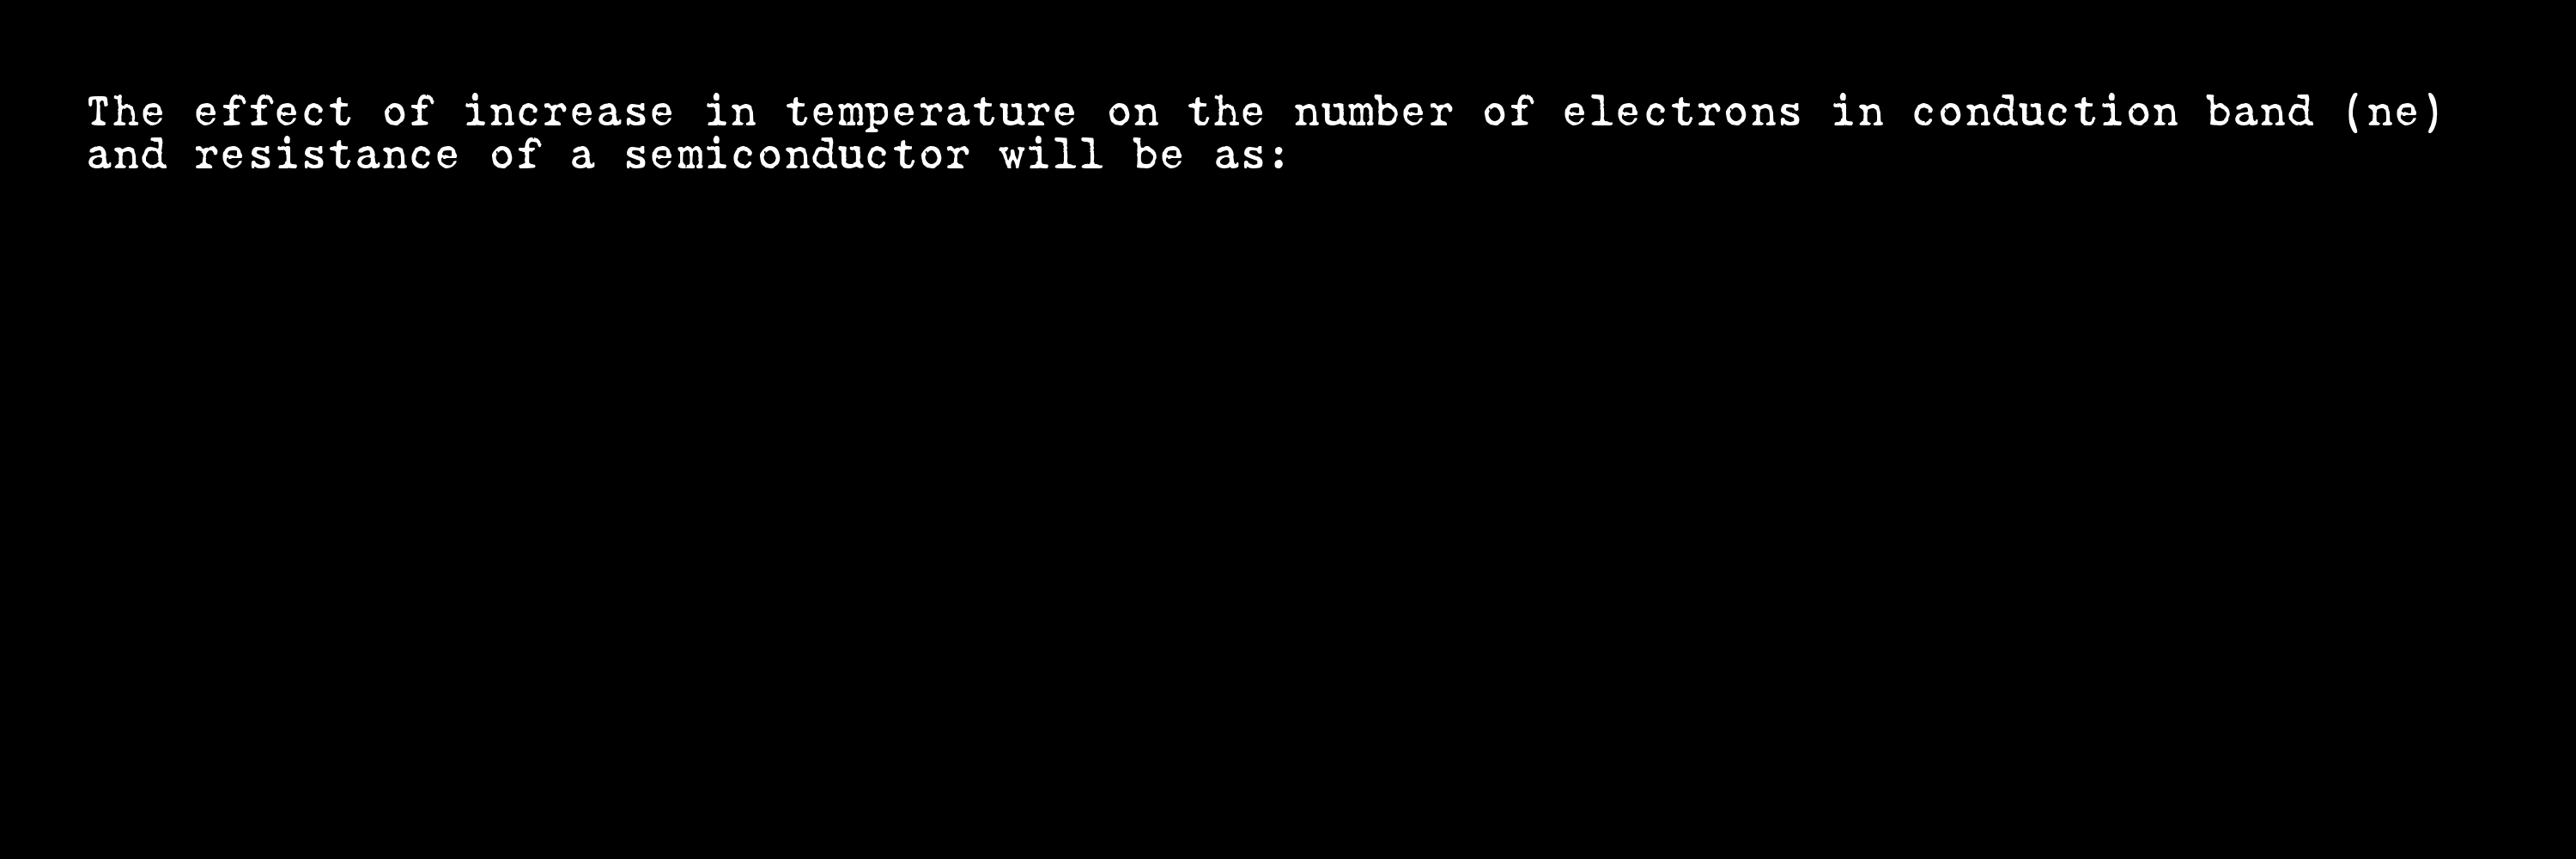 The effect of increase in temperature on the number of electrons in conduction band (ne)
and resistance of a semiconductor will be as: